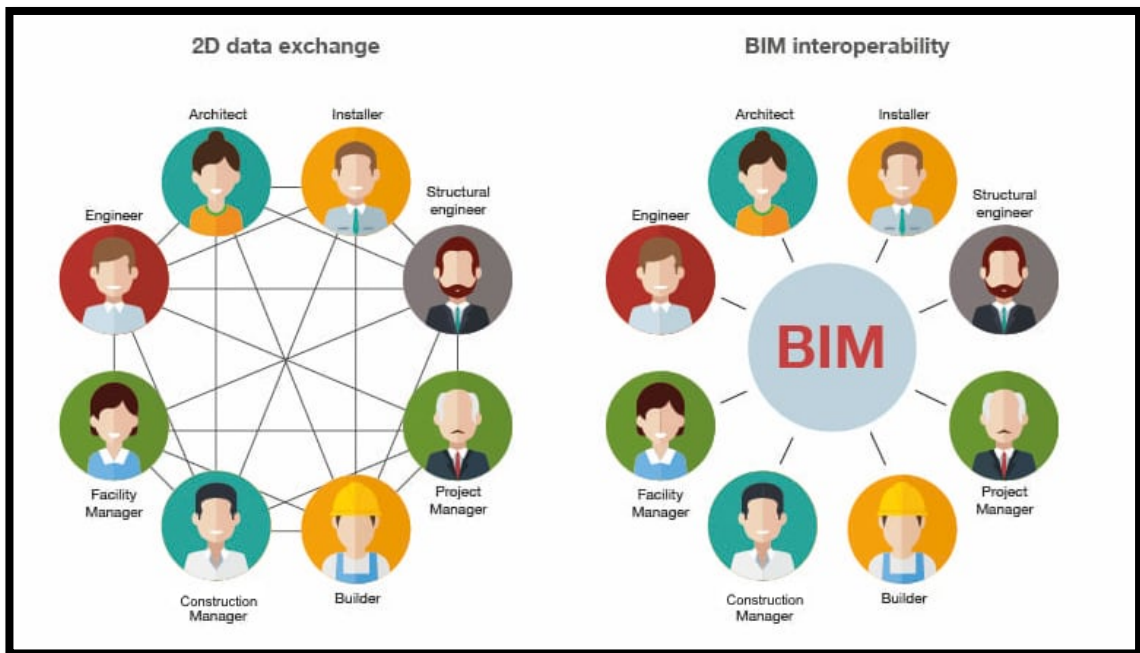 2D data exchange
Architect
Installer
Engineer
Structural
engineer
Facility
Manager
Project
Manager
Construction
Manager
Builder
BIM interoperability
Architect
Installer
Engineer
Structural
engineer
BIM
Facility
Manager
Project
Manager
Construction
Manager
Builder